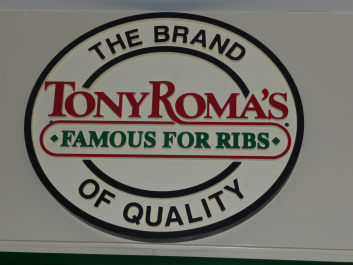 THE BRAND
TONY ROMA'S
• FAMOUS FOR RIBS •
OF QUALITY